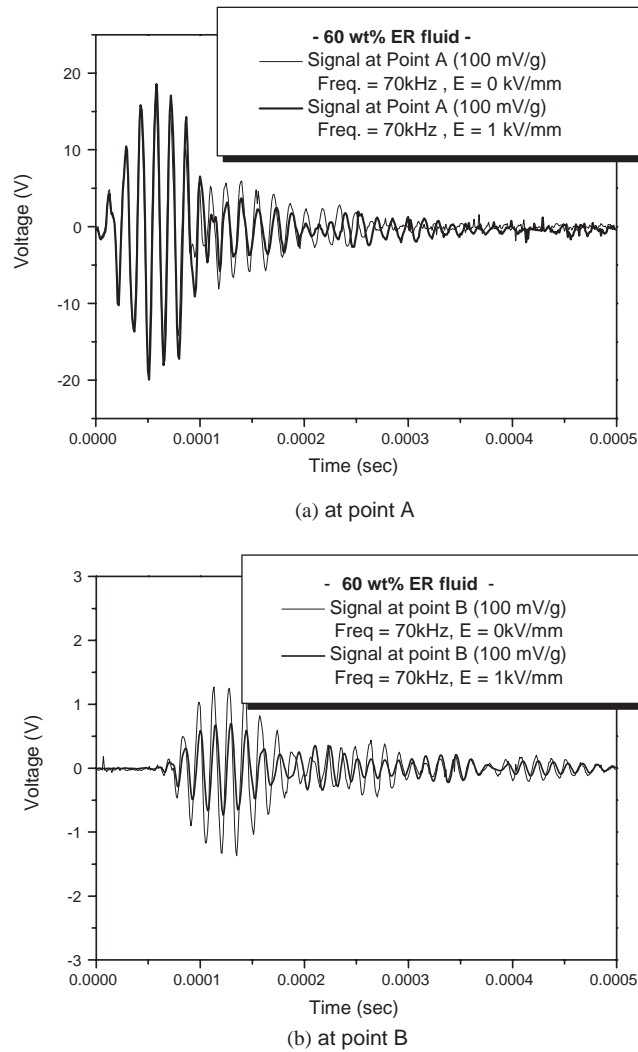 - 60 wt% ER fluid -
Signal at Point A (100 mV/g)
Freq. = 70kHz , E = 0 kV/mm
Signal at Point A (100 mV/g)
Freq. = 70kHz , E = 1 kV/mm
20
10
0
-10
-20
Voltage (V)
0.0000 0.0001 0.0002 0.0003 0.0004 0.0005
Time (sec)
(a) at point A
- 60 wt% ER fluid -
Signal at point B (100 mV/g)
Freq = 70kHz, E = 0kV/mm
Signal at point B (100 mV/g)
Freq = 70kHz, E = 1kV/mm
3
2
1
0
-1
-2
-3
Voltage (V)
0.0000 0.0001 0.0002 0.0003 0.0004 0.0005
Time (sec)
(b) at point B